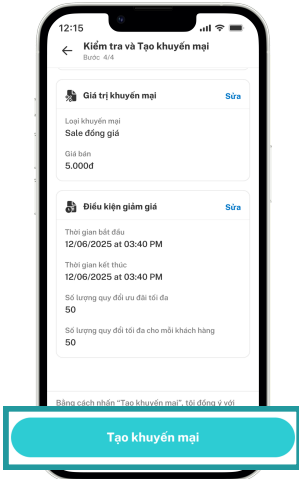 12:15
Kiểm tra và Tạo khuyến mại
Bước 4/4
Giá trị khuyến mại
Sửa
Loại khuyến mại
Sale đồng giá
Giá bán
5.000đ
Điều kiện giảm giá
Sửa
Thời gian bắt đầu
12/06/2025 at 03:40 PM
Thời gian kết thúc
12/06/2025 at 03:40 PM
Số lượng quy đổi ưu đãi tối đa
50
Số lượng quy đổi tối đa cho mỗi khách hàng
50
Bằng cách nhấn “Tạo khuyến mại”, tôi đồng ý với
Tạo khuyến mại